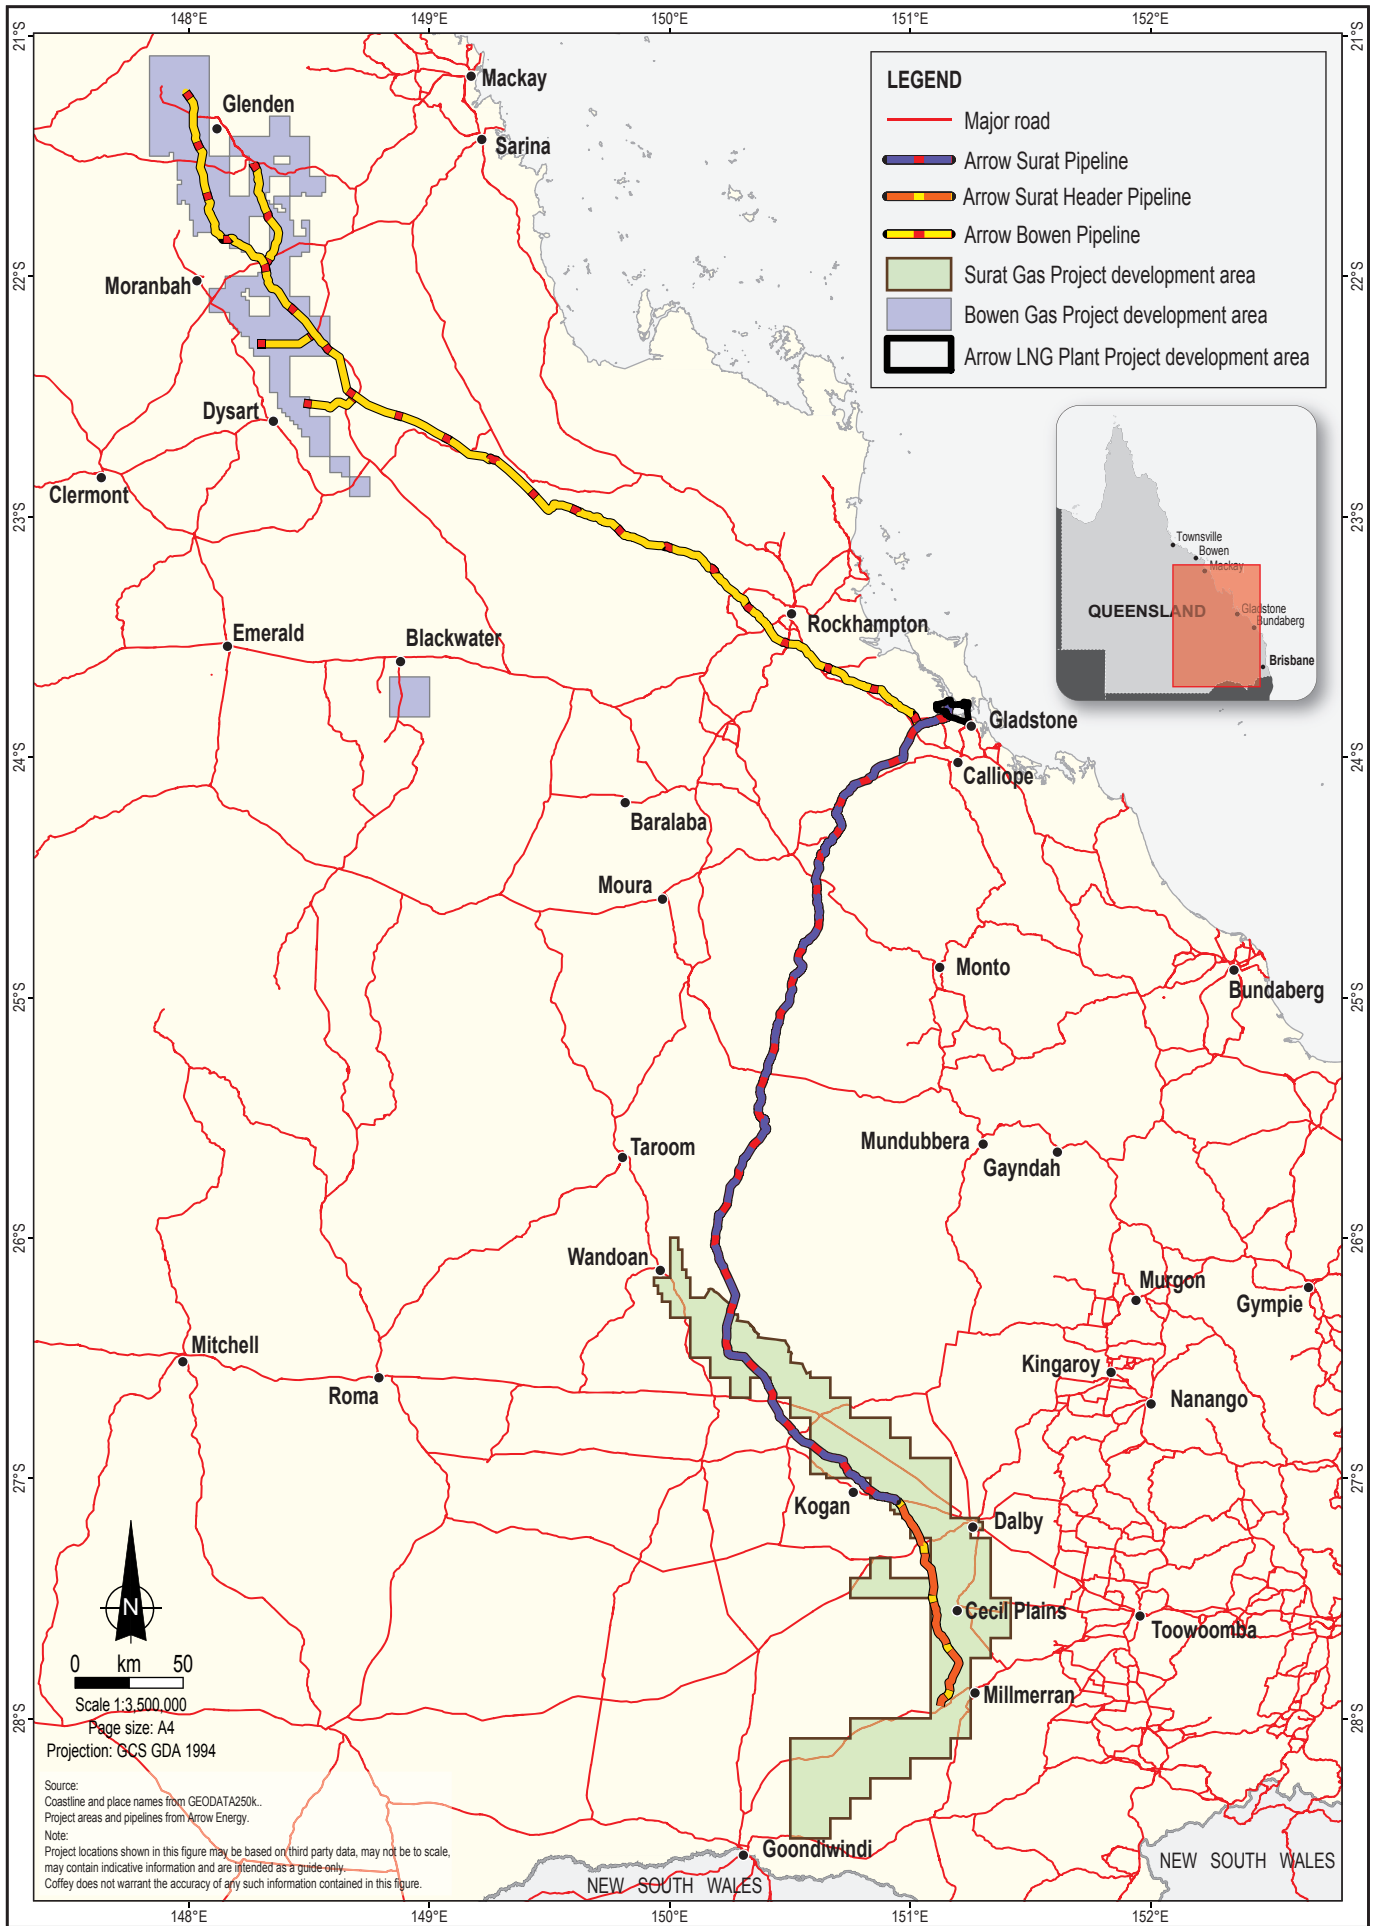 148°E 149°E 150°E 151°E 152°E
21°S 21°S
LEGEND
Major road
Arrow Surat Pipeline
Arrow Surat Header Pipeline
Arrow Bowen Pipeline
Surat Gas Project development area
Bowen Gas Project development area
Arrow LNG Plant Project development area
Mackay
Glenden
Sarina
22°S 22°S
Moranbah
Dysart
Clermont
23°S 23°S
Townsville
Bowen
Mackay
QUEENSLAND
Gladstone
Bundaberg
Brisbane
Rockhampton
Emerald
Blackwater
Gladstone
24°S 24°S
Calliope
Baralaba
Moura
Monto
Bundaberg
25°S 25°S
Taroom
Mundubbera
Gayndah
26°S 26°S
Wandoan
Murgon
Gympie
Mitchell
Kingaroy
Roma
Nanango
27°S 27°S
Kogan
Dalby
Cecil Plains
Toowoomba
Millmerran
28°S 28°S
N
0 km 50
Scale 1:3,500,000
Page size: A4
Projection: GCS GDA 1994
Source:
Coastline and place names from GEODATA250k..
Project areas and pipelines from Arrow Energy.
Note:
Project locations shown in this figure may be based on third party data, may not be to scale,
may contain indicative information and are intended as a guide only.
Coffey does not warrant the accuracy of any such information contained in this figure.
Goondiwindi
NEW SOUTH WALES
NEW SOUTH WALES
148°E 149°E 150°E 151°E 152°E